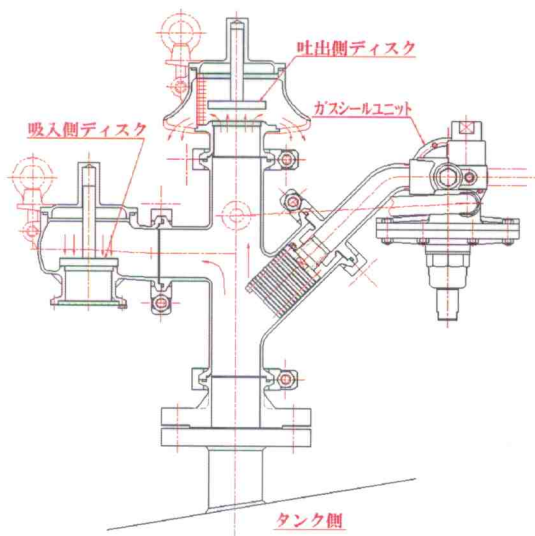 吐出側ディスク
ガスシールユニット
吸入側ディスク
タンク側